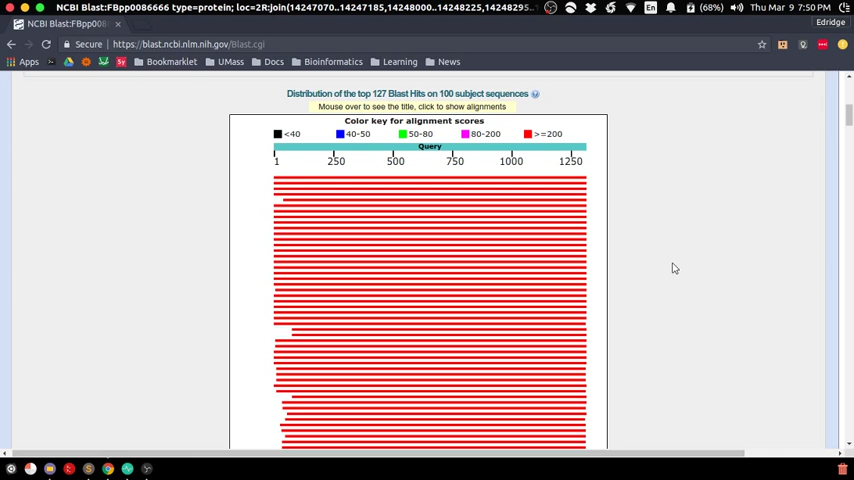 NCBI Blast:FBpp0086666 type=protein; loc=2R:join(14247070..14247185,14248000..14248225,14248295.. En (68%) Thu Mar 9 7:50 PM
NCBI Blast:FBpp008 × Edridge
Secure https://blast.ncbi.nlm.nih.gov/Blast.cgi
Apps Sy Bookmarklet UMass Docs Bioinformatics Learning News
Distribution of the top 127 Blast Hits on 100 subject sequences
Mouse over to see the title, click to show alignments
Color key for alignment scores
<40 40-50 50-80 80-200 >=200
Query
1 250 500 750 1000 1250